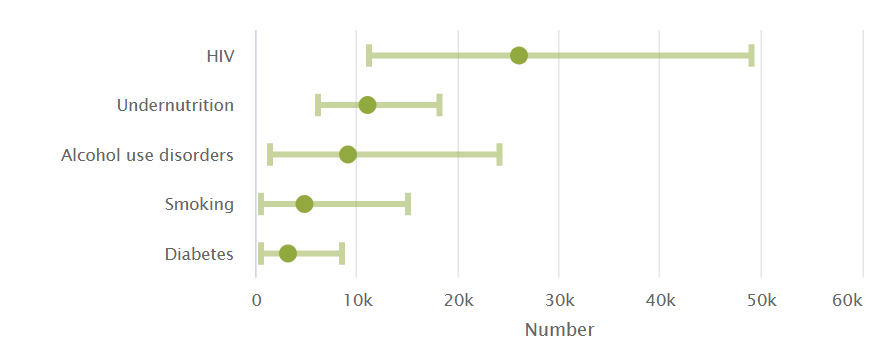 HIV
Undernutrition
Alcohol use disorders
Smoking
Diabetes
0 10k 20k 30k 40k 50k 60k
Number